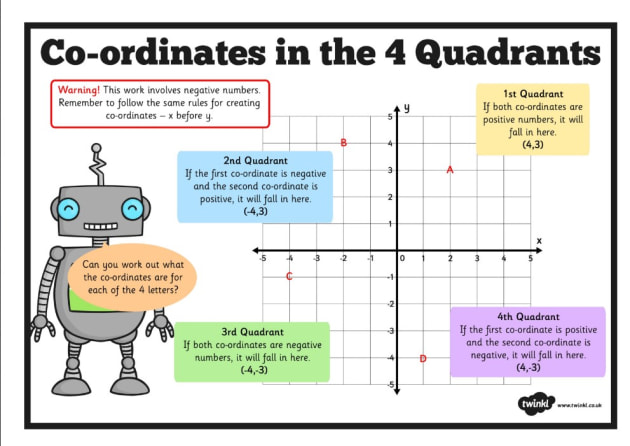 Co-ordinates in the 4 Quadrants
Warning! This work involves negative numbers.
Remember to follow the same rules for creating
co-ordinates – x before y.
1st Quadrant
If both co-ordinates are
positive numbers, it will
fall in here.
(4,3)
2nd Quadrant
If the first co-ordinate is negative
and the second co-ordinate is
positive, it will fall in here.
(-4,3)
y
5
B
4
A
3
2
1
x
-5 -4 -3 -2 -1 0 1 2 3 4 5
C
-1
-2
-3
D
-4
-5
Can you work out what
the co-ordinates are for
each of the 4 letters?
3rd Quadrant
If both co-ordinates are negative
numbers, it will fall in here.
(-4,-3)
4th Quadrant
If the first co-ordinate is positive
and the second co-ordinate is
negative, it will fall in here.
(4,-3)
twinkl www.twinkl.co.uk